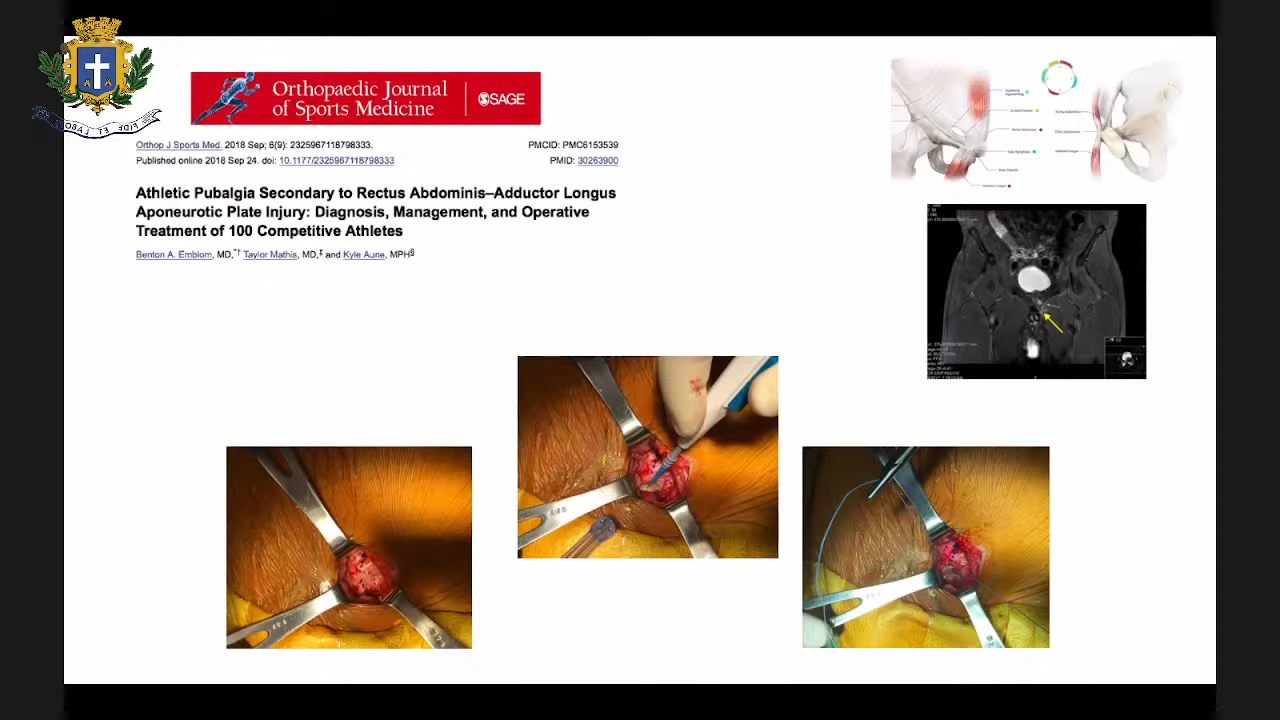 Orthopaedic Journal
of Sports Medicine
SAGE
Orthop J Sports Med. 2018 Sep; 6(9): 2325967118798333.
PMCID: PMC6153539
Published online 2018 Sep 24. doi: 10.1177/2325967118798333
PMID: 30263900
Athletic Pubalgia Secondary to Rectus Abdominis–Adductor Longus
Aponeurotic Plate Injury: Diagnosis, Management, and Operative
Treatment of 100 Competitive Athletes
Benton A. Emblom, MD,*† Taylor Mathis, MD,‡ and Kyle Aune, MPH§